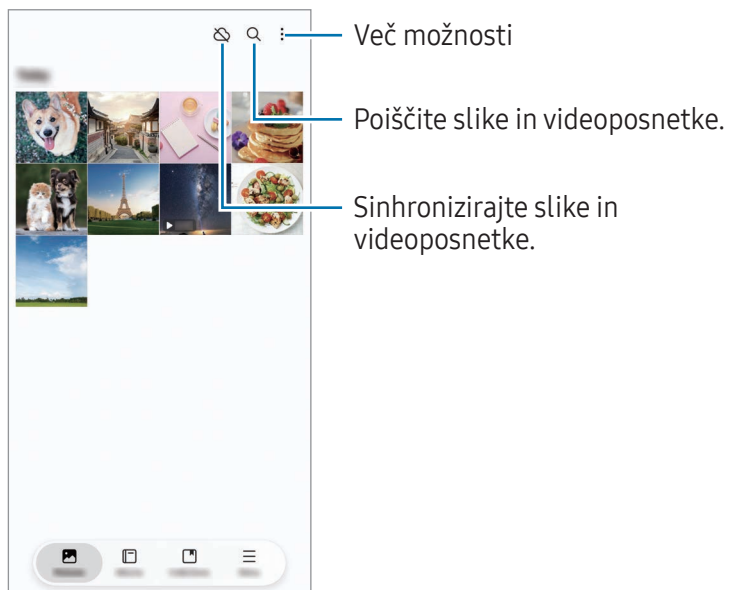 Več možnosti
Poiščite slike in videoposnetke.
Sinhronizirajte slike in
videoposnetke.